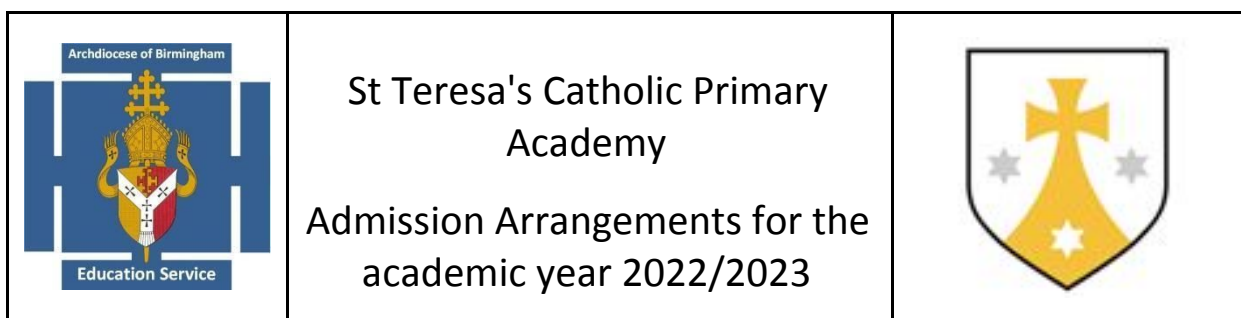 Archdiocese of Birmingham
Education Service
St Teresa's Catholic Primary
Academy
Admission Arrangements for the
academic year 2022/2023